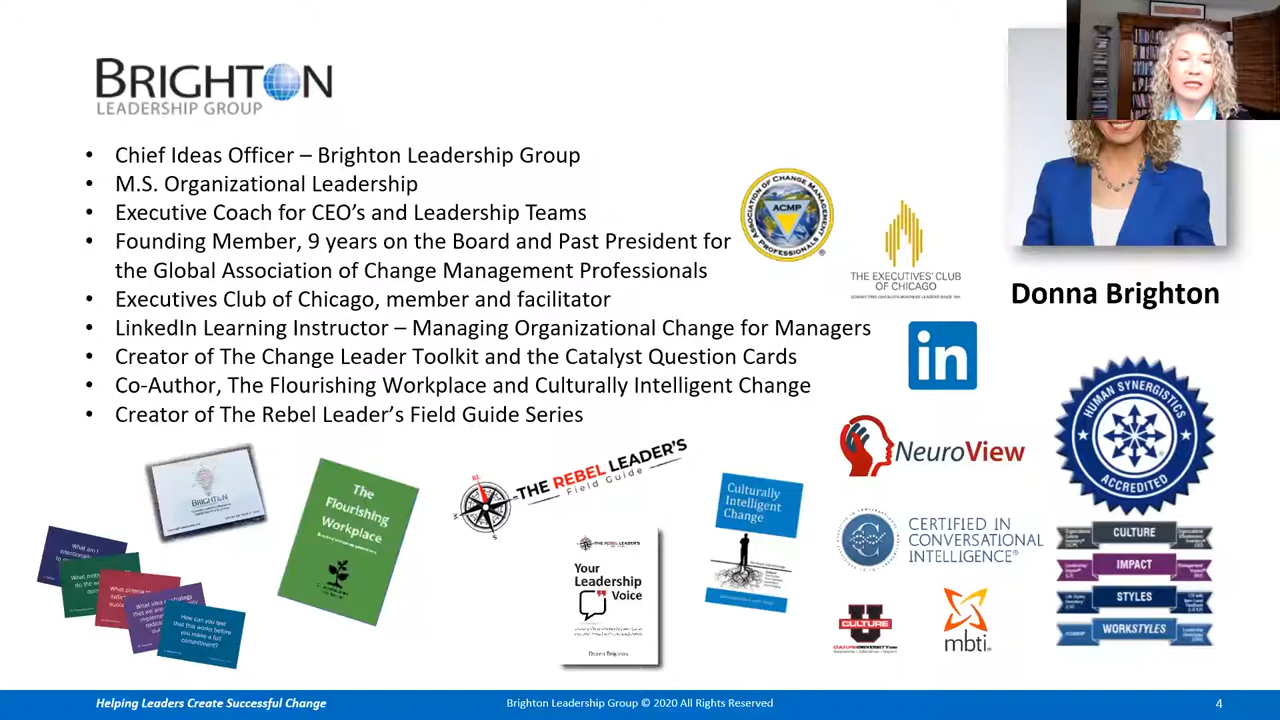 BRIGHTON
LEADERSHIP GROUP
• Chief Ideas Officer – Brighton Leadership Group
• M.S. Organizational Leadership
• Executive Coach for CEO's and Leadership Teams
• Founding Member, 9 years on the Board and Past President for
the Global Association of Change Management Professionals
• Executives Club of Chicago, member and facilitator
• LinkedIn Learning Instructor – Managing Organizational Change for Managers
• Creator of The Change Leader Toolkit and the Catalyst Question Cards
• Co-Author, The Flourishing Workplace and Culturally Intelligent Change
• Creator of The Rebel Leader's Field Guide Series
ASSOCIATION OF CHANGE MANAGEMENT PROFESSIONALS
ACMP
®
THE EXECUTIVES' CLUB
OF CHICAGO
Donna Brighton
in
HUMAN SYNERGISTICS
ACCREDITED
NeuroView
CERTIFIED IN
CONVERSATIONAL
INTELLIGENCE®
CULTURE
IMPACT
STYLES
WORKSTYLES
U
CULTURE
mbti
BRIGHTON
What am I
How can you test
that this works before
you make a full
commitment?
The
Flourishing
Workplace
THE REBEL LEADER'S
Field Guide
Your
Leadership
Voice
Donna Brighton
Culturally
Intelligent
Change
Helping Leaders Create Successful Change
Brighton Leadership Group © 2020 All Rights Reserved
4